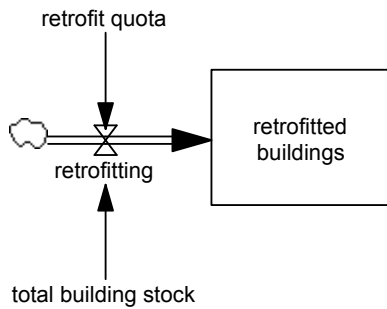 retrofit quota
retrofitted
buildings
retrofitting
total building stock